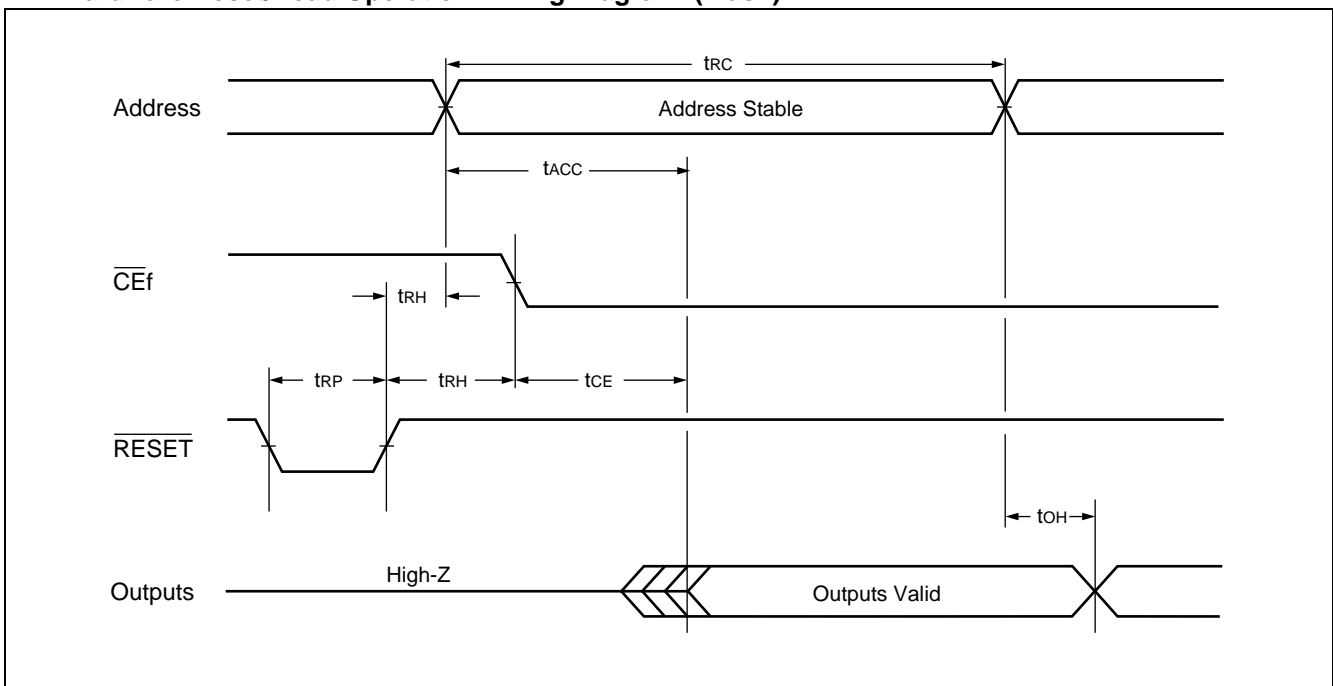 tRC
Address
Address Stable
tACC
CEf
tRH
tRP
tRH
tCE
RESET
tOH
High-Z
Outputs
Outputs Valid